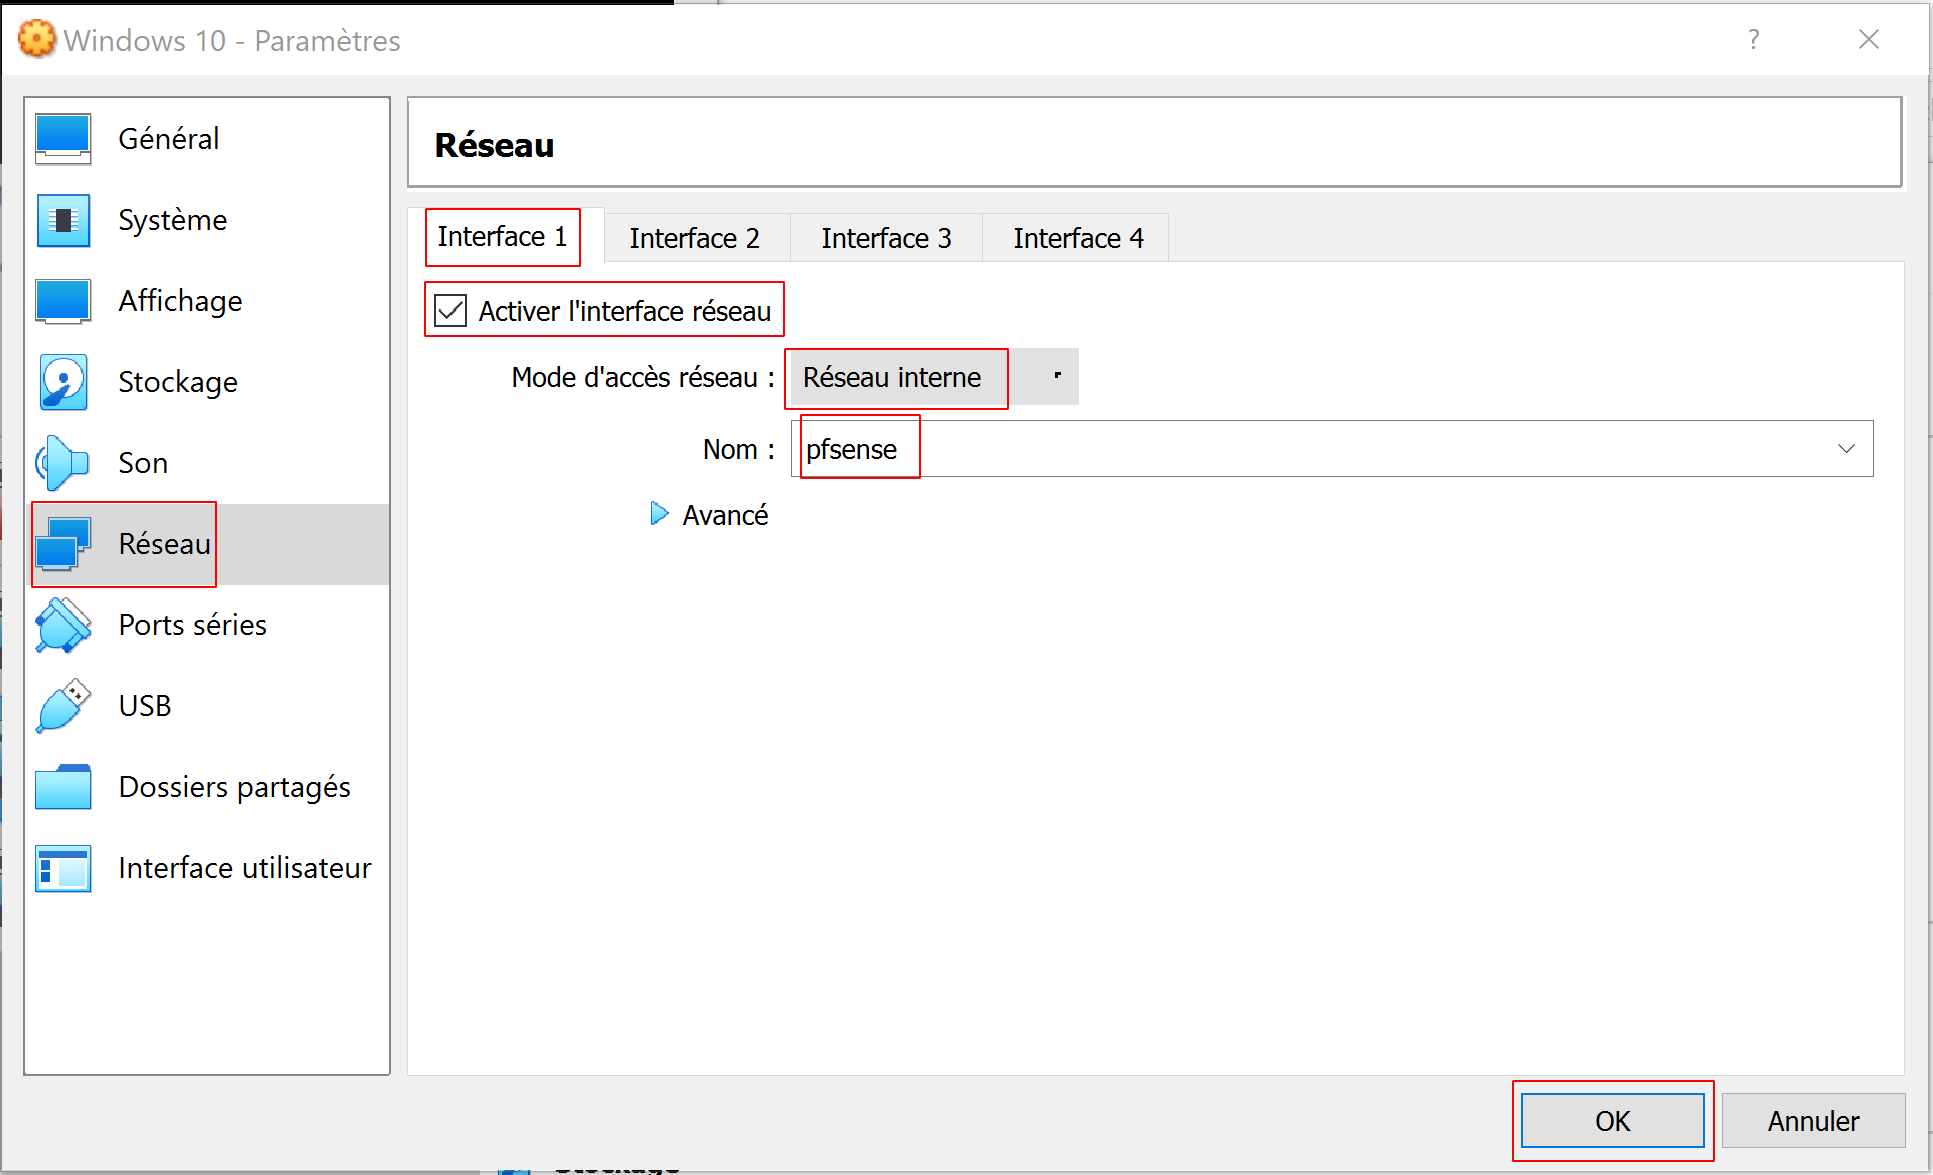 Windows 10 - Paramètres
?
Général
Système
Affichage
Stockage
Son
Réseau
Ports séries
USB
Dossiers partagés
Interface utilisateur
Réseau
Interface 1
Interface 2
Interface 3
Interface 4
Activer l'interface réseau
Mode d'accès réseau : Réseau interne
Nom : pfsense
Avancé
OK
Annuler